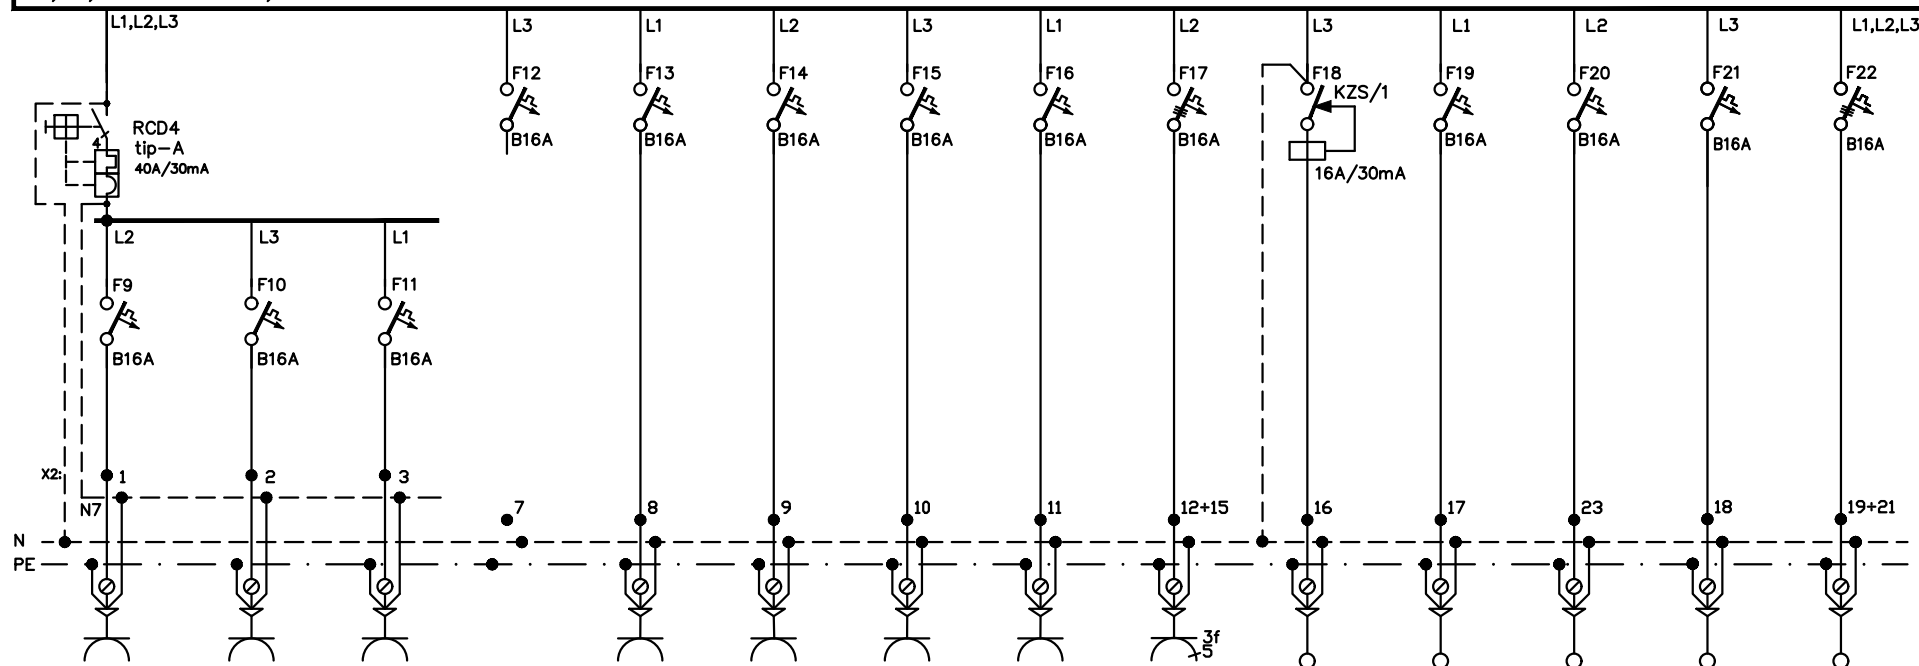 L1,L2,L3
L3
L1
L2
L3
L1
L2
L3
L1
L2
L3
L1,L2,L3
F12
F13
F14
F15
F16
F17
F18
F19
F20
F21
F22
KZS/1
RCD4
tip-A
40A/30mA
4
B16A
B16A
B16A
B16A
B16A
B16A
B16A
B16A
B16A
B16A
16A/30mA
L2
L3
L1
F9
F10
F11
B16A
B16A
B16A
X2:
1
2
3
N7
7
8
9
10
11
12+15
16
17
23
18
19+21
N
PE
3f
5